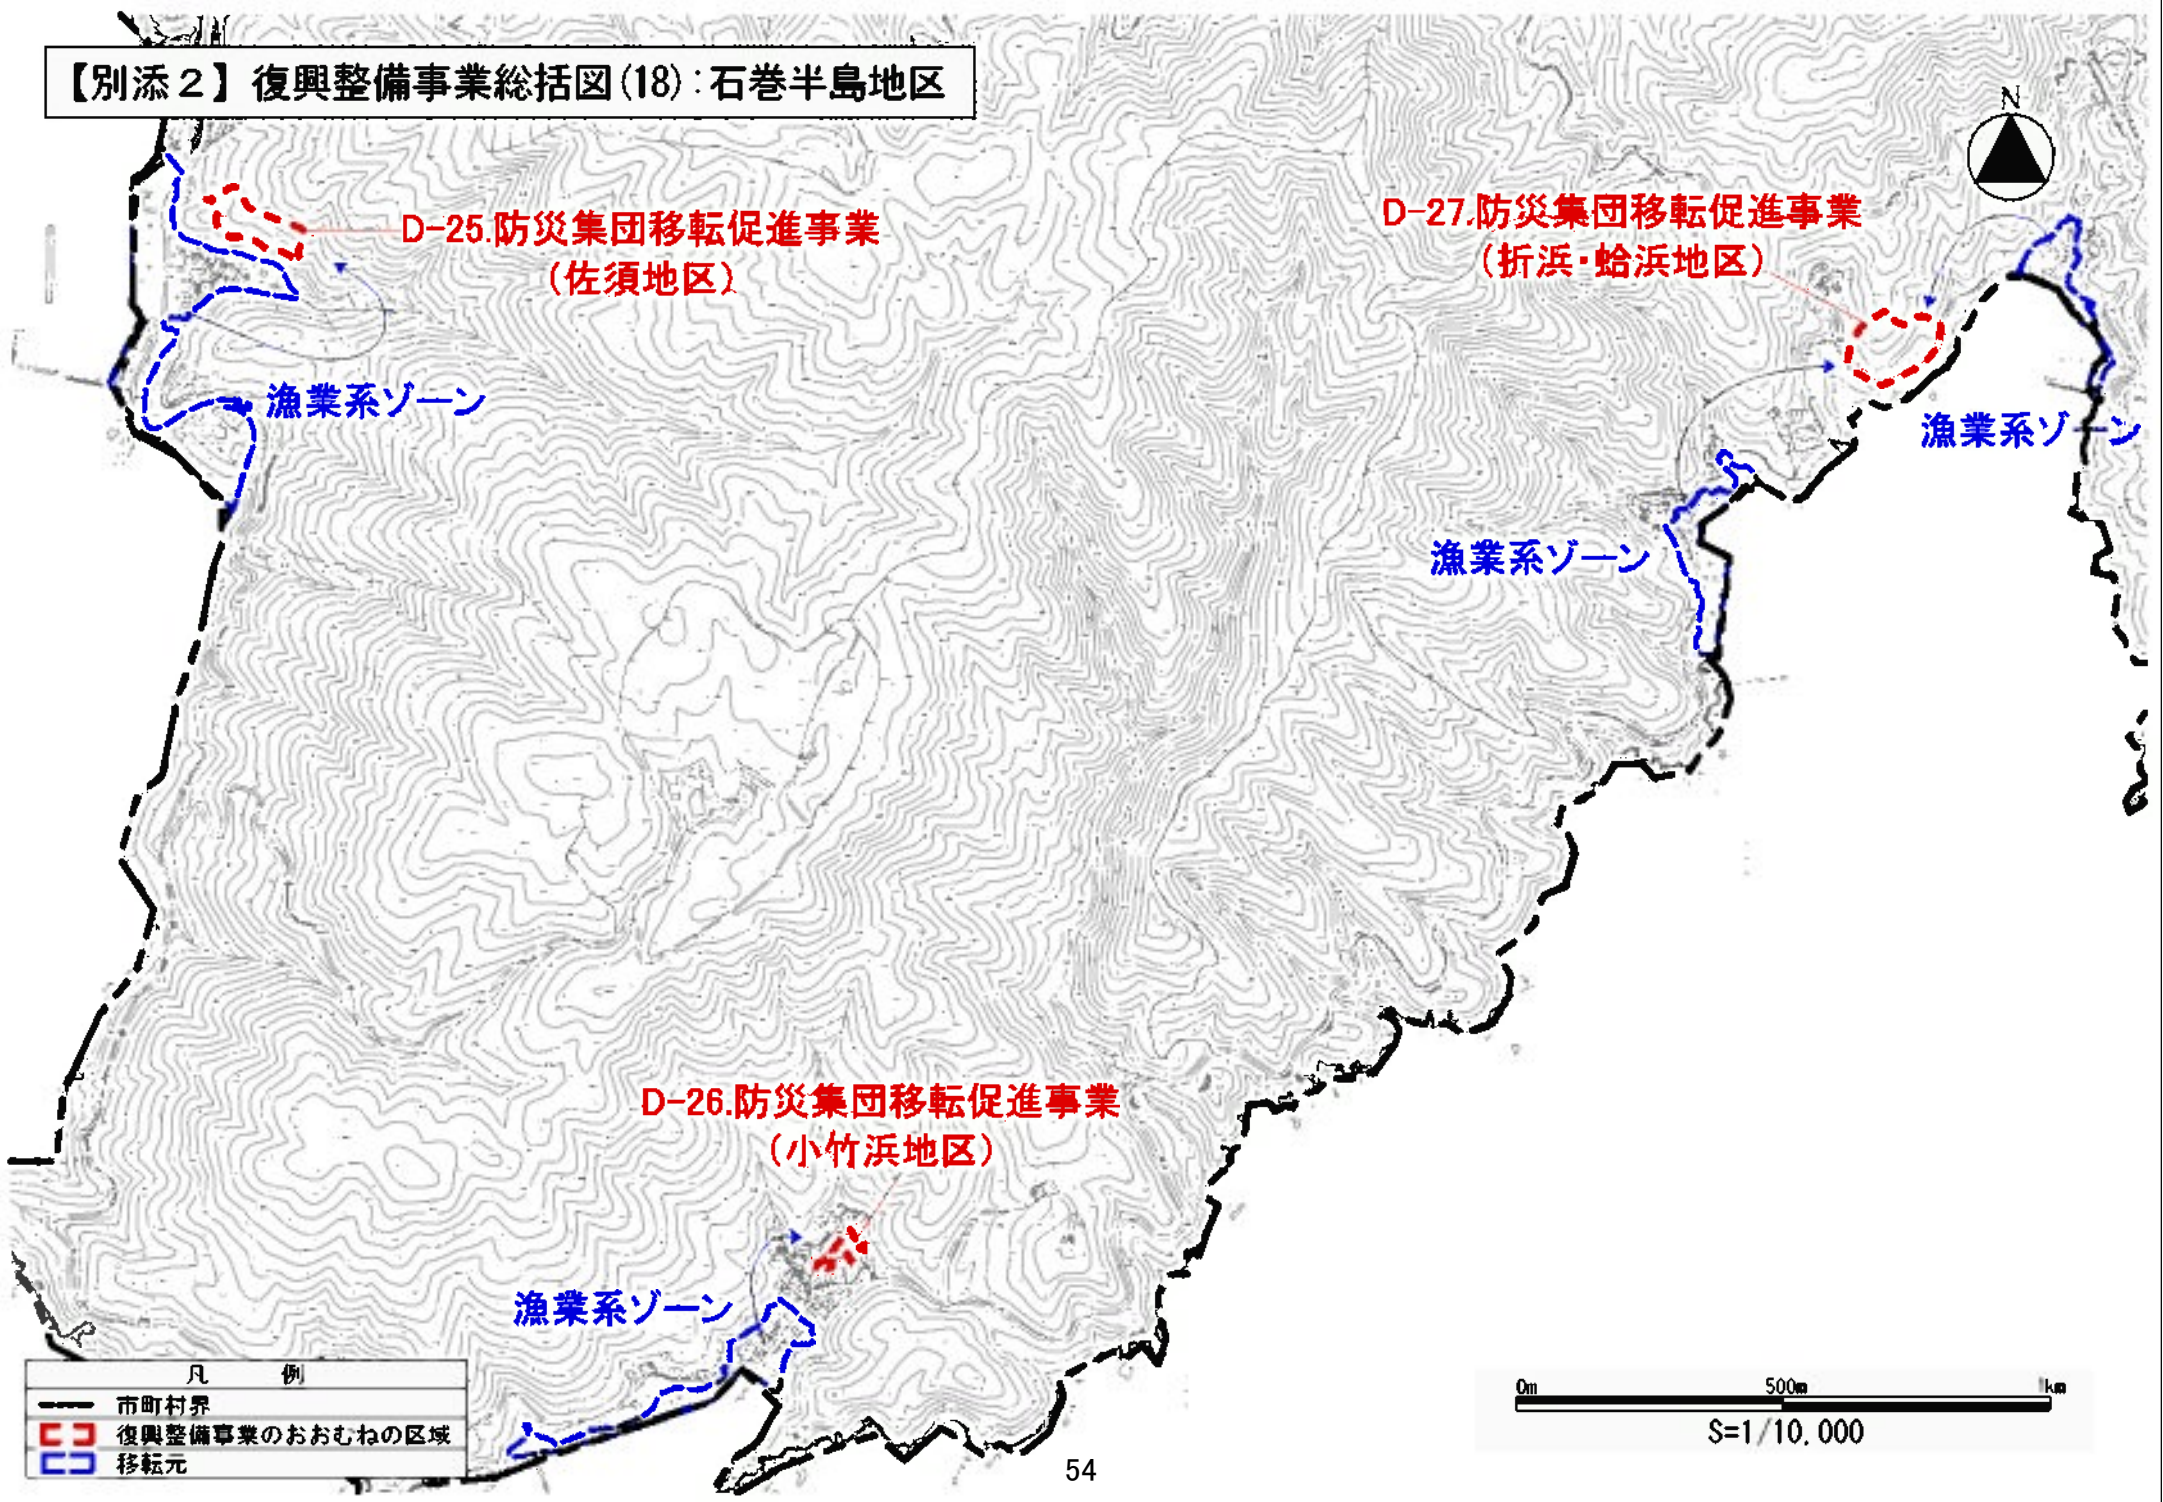 【別添２】復興整備事業総括図(18):石巻半島地区
N
D-25.防災集団移転促進事業
(佐須地区)
D-27.防災集団移転促進事業
(折浜・蛤浜地区)
漁業系ゾーン
漁業系ゾーン
漁業系ゾーン
D-26.防災集団移転促進事業
(小竹浜地区)
漁業系ゾーン
凡 例
市町村界
復興整備事業のおおむねの区域
移転元
0m 500m 1km
S=1/10,000
54